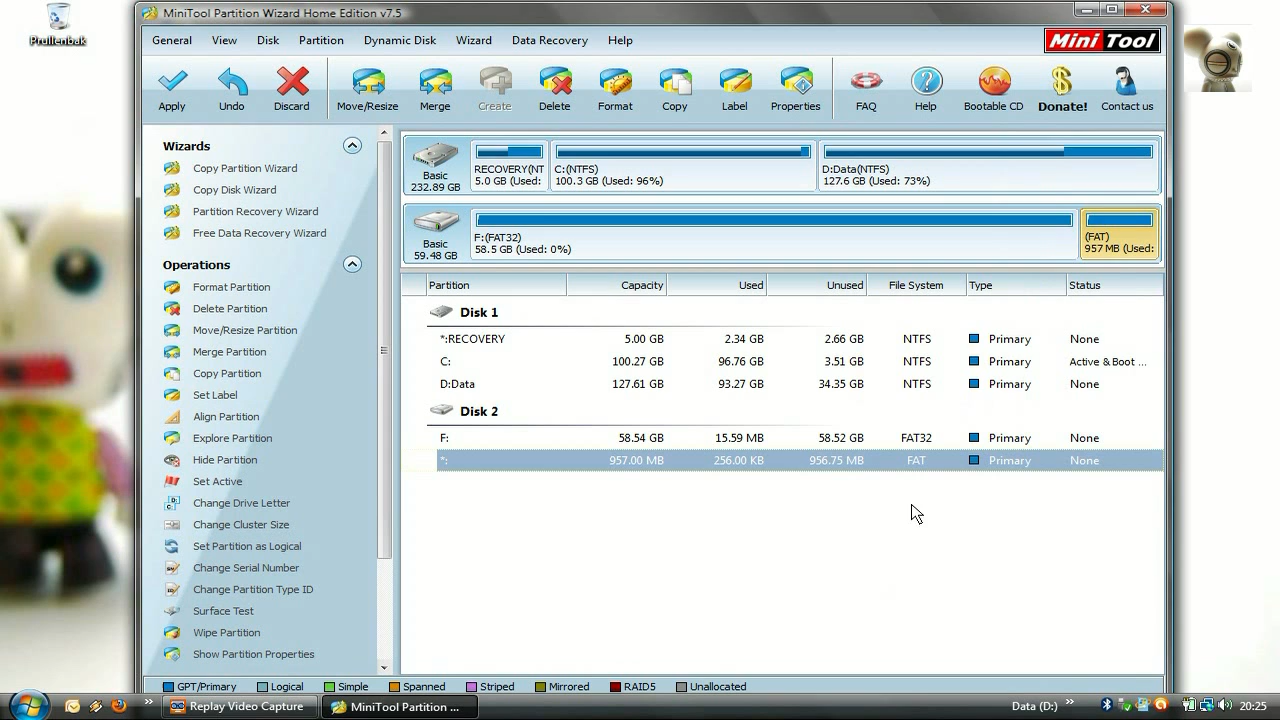 MiniTool Partition Wizard Home Edition v7.5
Prullenbak
General View Disk Partition Dynamic Disk Wizard Data Recovery Help
Mini Tool
Apply Undo Discard Move/Resize Merge Create Delete Format Copy Label Properties FAQ Help Bootable CD Donate! Contact us
Wizards
Copy Partition Wizard
Copy Disk Wizard
Partition Recovery Wizard
Free Data Recovery Wizard
Operations
Format Partition
Delete Partition
Move/Resize Partition
Merge Partition
Copy Partition
Set Label
Align Partition
Explore Partition
Hide Partition
Set Active
Change Drive Letter
Change Cluster Size
Set Partition as Logical
Change Serial Number
Change Partition Type ID
Surface Test
Wipe Partition
Show Partition Properties
Basic
232.89 GB
RECOVERY(NT
5.0 GB (Used:
C:(NTFS)
100.3 GB (Used: 96%)
D:Data(NTFS)
127.6 GB (Used: 73%)
Basic
59.48 GB
F:(FAT32)
58.5 GB (Used: 0%)
(FAT)
957 MB (Used:
Partition Capacity Used Unused File System Type Status
Disk 1
*:RECOVERY 5.00 GB 2.34 GB 2.66 GB NTFS Primary None
C: 100.27 GB 96.76 GB 3.51 GB NTFS Primary Active & Boot ...
D:Data 127.61 GB 93.27 GB 34.35 GB NTFS Primary None
Disk 2
F: 58.54 GB 15.59 MB 58.52 GB FAT32 Primary None
*: 957.00 MB 256.00 KB 956.75 MB FAT Primary None
GPT/Primary Logical Simple Spanned Striped Mirrored RAID5 Unallocated
Replay Video Capture MiniTool Partition ... Data (D:) » 20:25